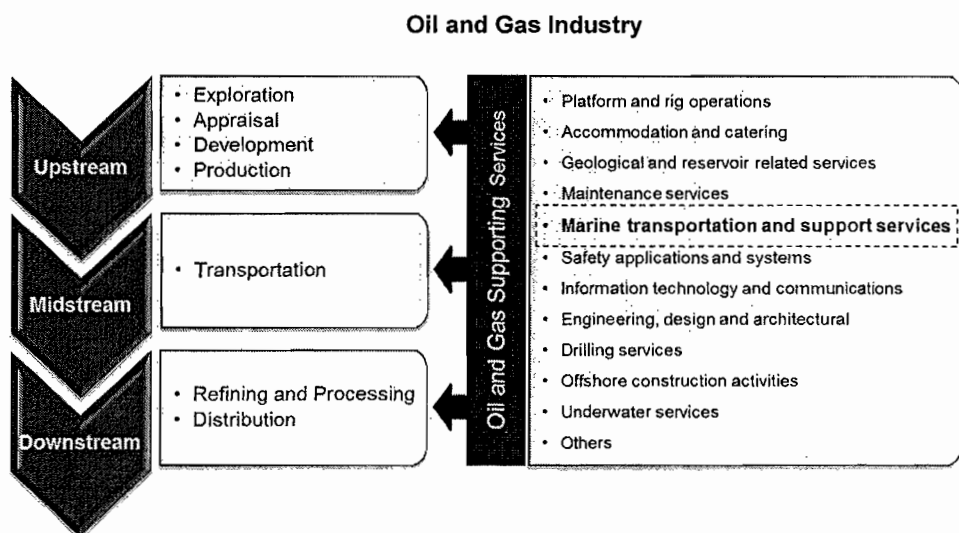 Oil and Gas Industry
Upstream
• Exploration
• Appraisal
• Development
• Production
Midstream
• Transportation
Downstream
• Refining and Processing
• Distribution
Oil and Gas Supporting Services
• Platform and rig operations
• Accommodation and catering
• Geological and reservoir related services
• Maintenance services
• Marine transportation and support services
• Safety applications and systems
• Information technology and communications
• Engineering, design and architectural
• Drilling services
• Offshore construction activities
• Underwater services
• Others